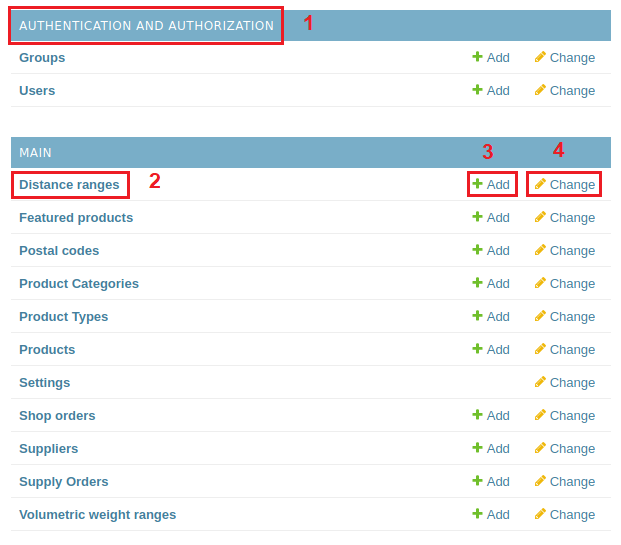 AUTHENTICATION AND AUTHORIZATION 1
Groups Add Change
Users Add Change
MAIN 3 4
Distance ranges 2 Add Change
Featured products Add Change
Postal codes Add Change
Product Categories Add Change
Product Types Add Change
Products Add Change
Settings Change
Shop orders Add Change
Suppliers Add Change
Supply Orders Add Change
Volumetric weight ranges Add Change